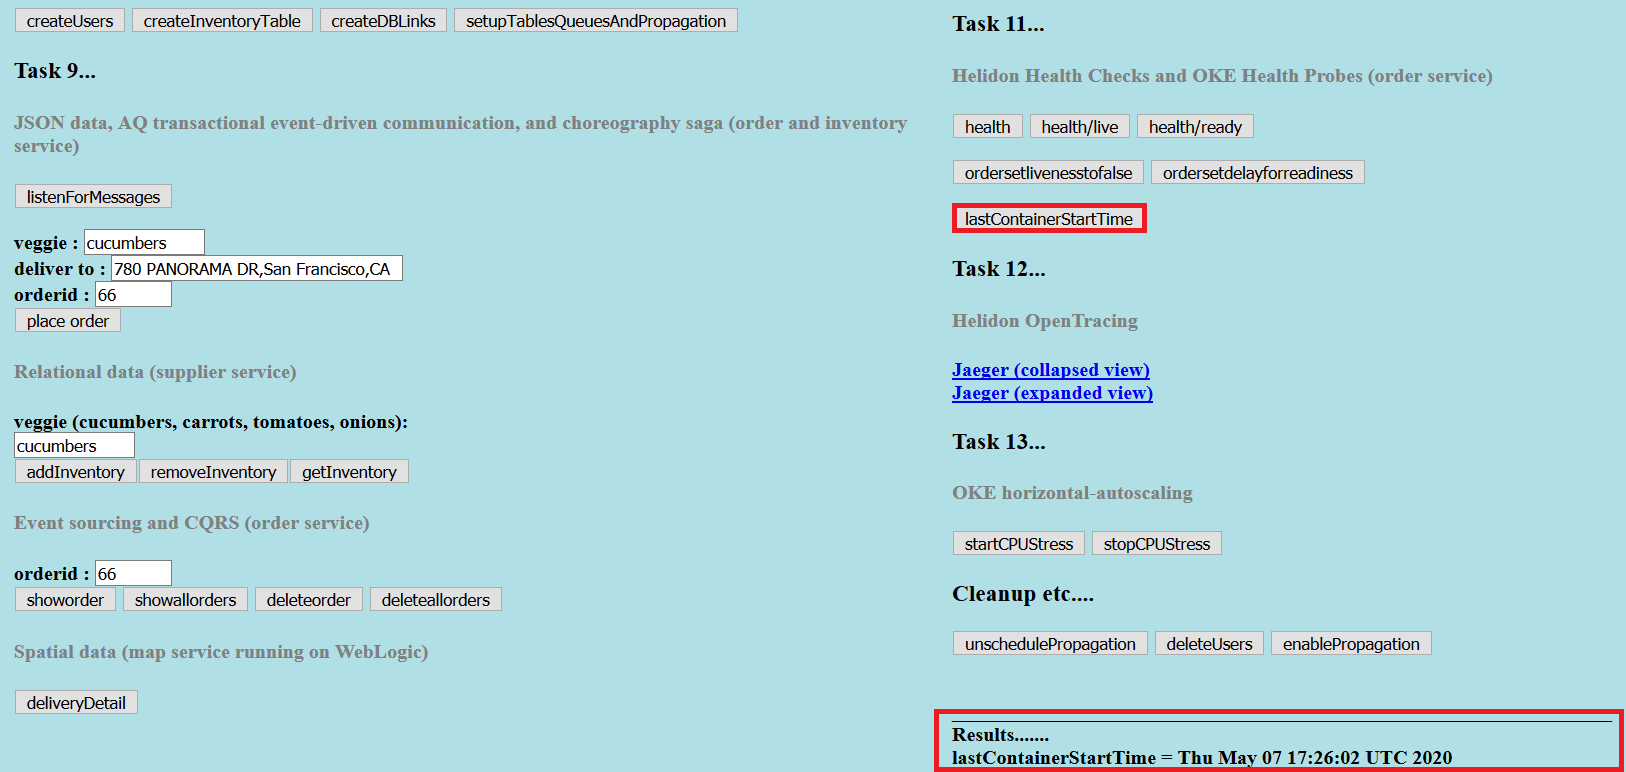 createUsers createInventoryTable createDBLinks setupTablesQueuesAndPropagation
Task 9...
JSON data, AQ transactional event-driven communication, and choreography saga (order and inventory
service)
listenForMessages
veggie : cucumbers
deliver to : 780 PANORAMA DR,San Francisco,CA
orderid : 66
place order
Relational data (supplier service)
veggie (cucumbers, carrots, tomatoes, onions):
cucumbers
addInventory removeInventory getInventory
Event sourcing and CQRS (order service)
orderid : 66
showorder showallorders deleteorder deleteallorders
Spatial data (map service running on WebLogic)
deliveryDetail
Task 11...
Helidon Health Checks and OKE Health Probes (order service)
health health/live health/ready
ordersetlivenesstofalse ordersetdelayforreadiness
lastContainerStartTime
Task 12...
Helidon OpenTracing
Jaeger (collapsed view)
Jaeger (expanded view)
Task 13...
OKE horizontal-autoscaling
startCPUStress stopCPUStress
Cleanup etc....
unschedulePropagation deleteUsers enablePropagation
Results.......
lastContainerStartTime = Thu May 07 17:26:02 UTC 2020